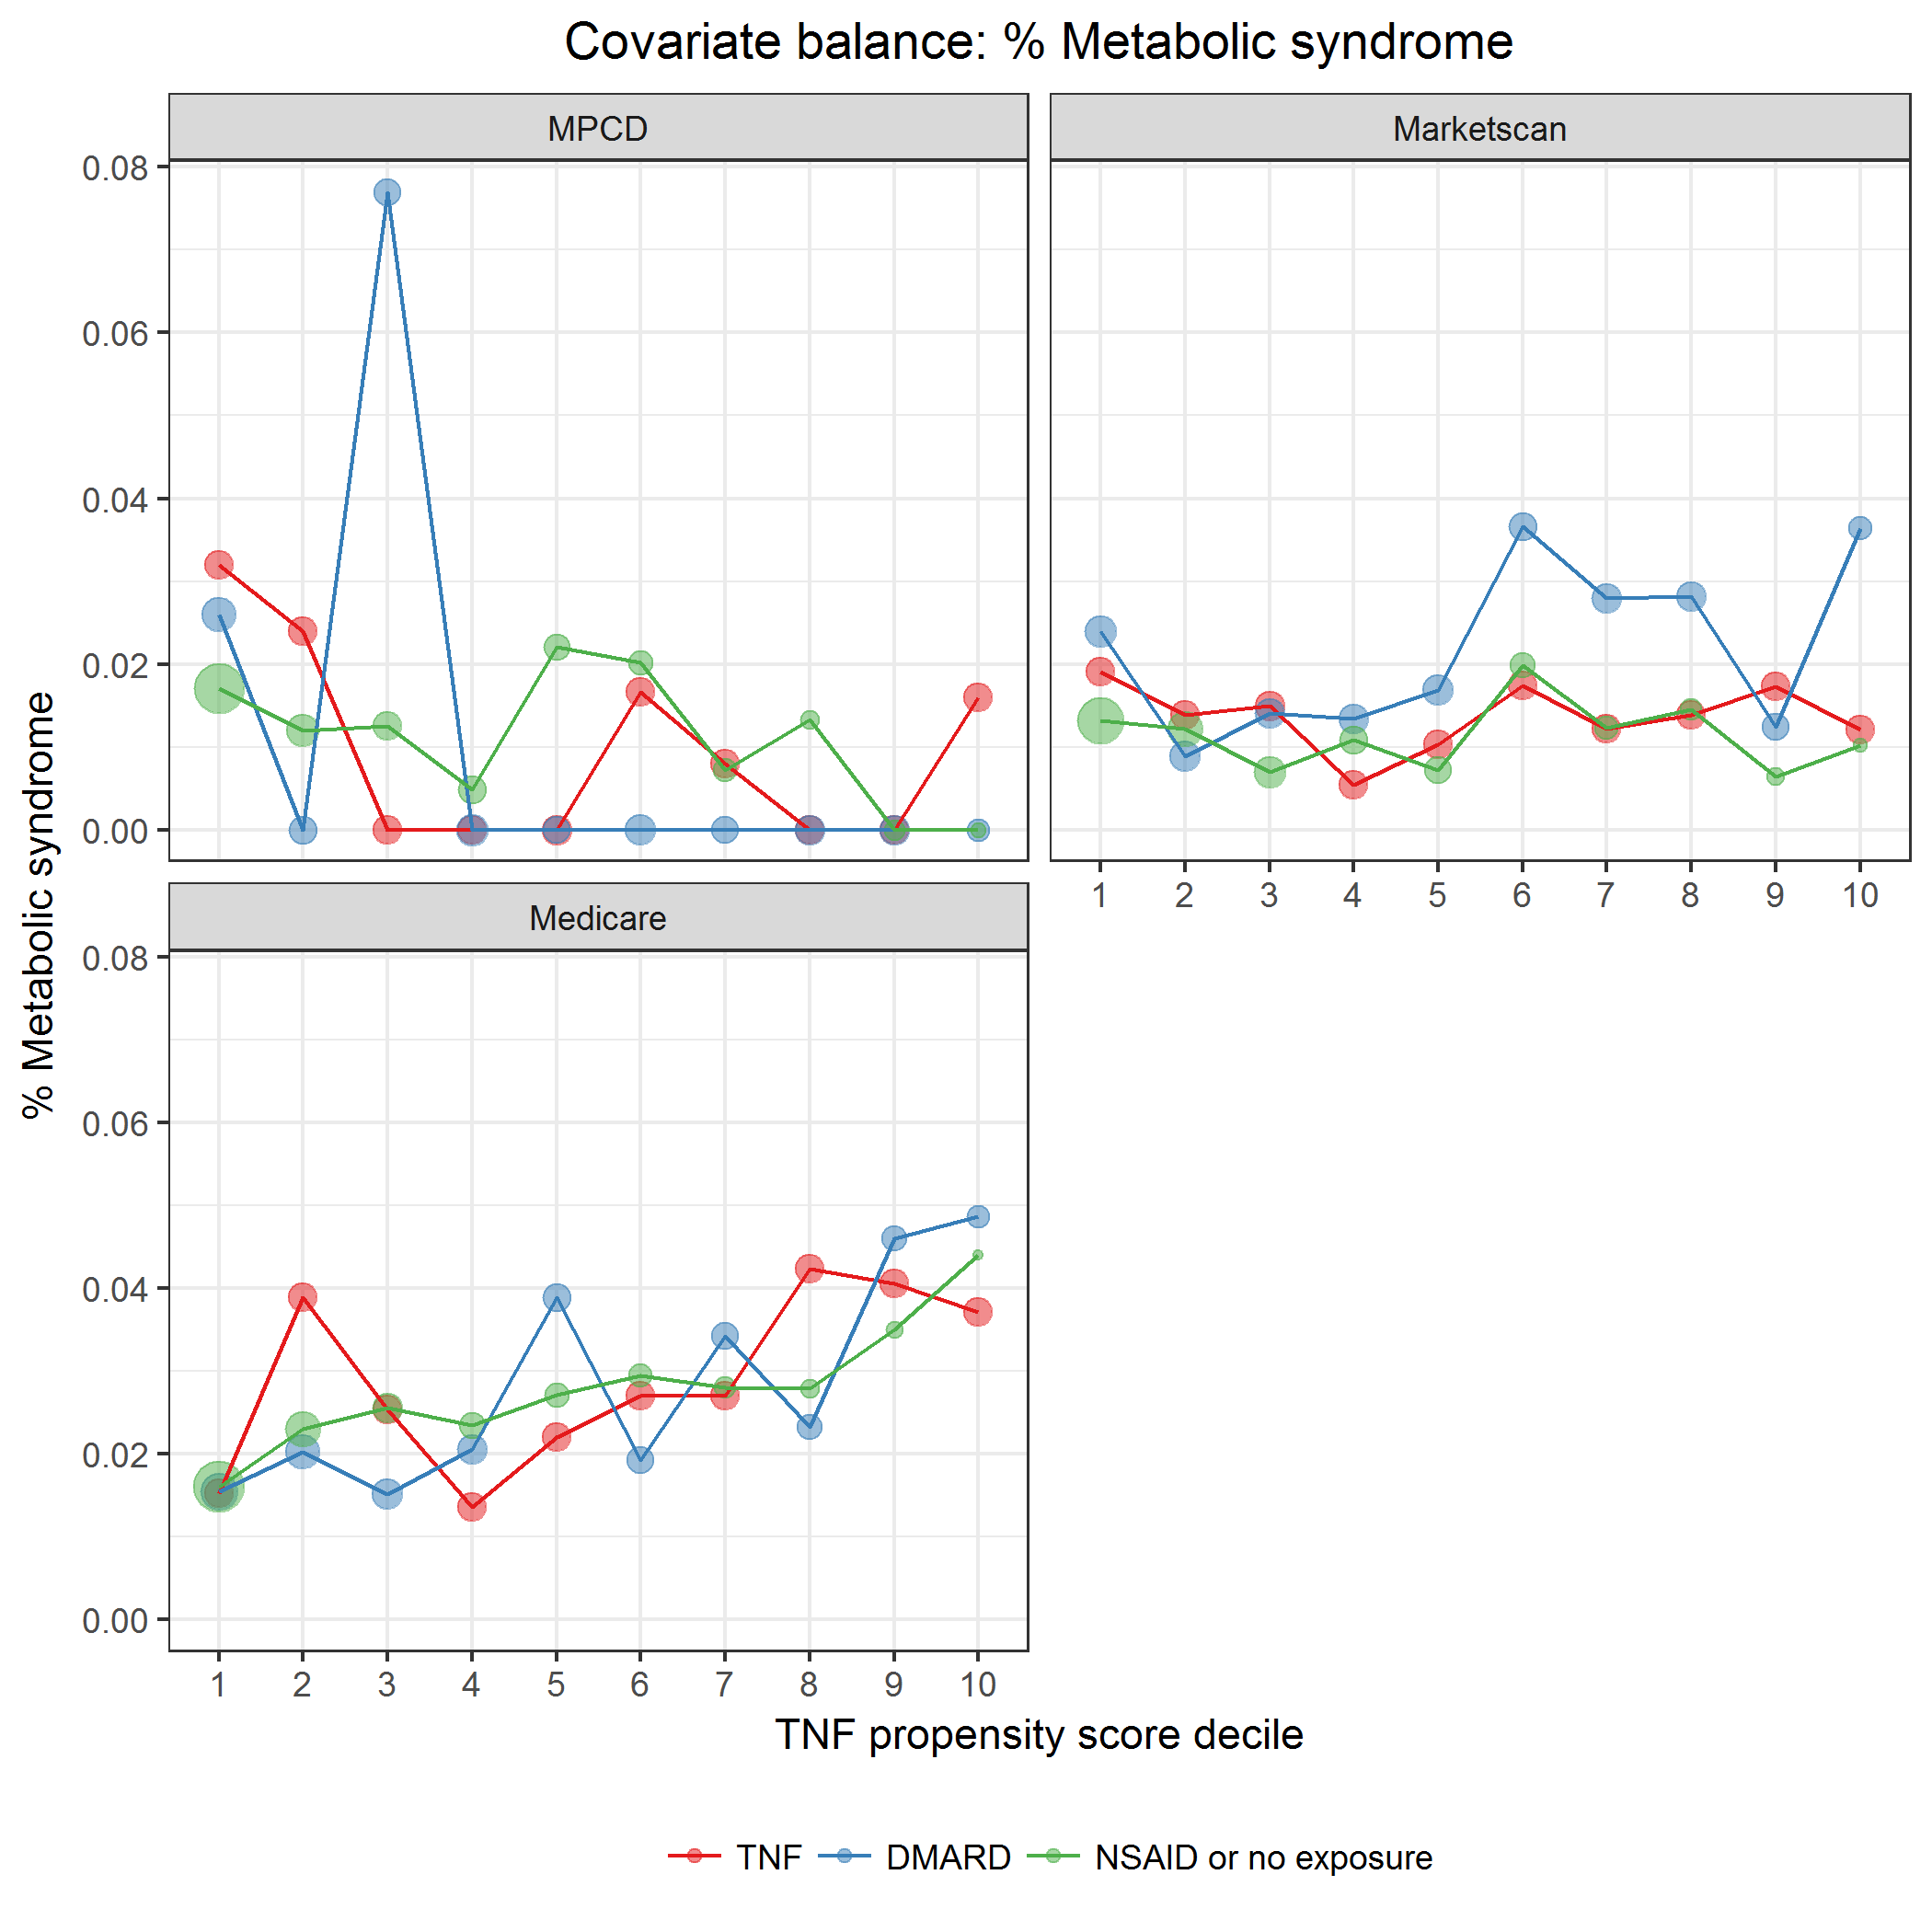 Covariate balance: % Metabolic syndrome
MPCD
Marketscan
0.08
0.06
0.04
0.02
0.00
1 2 3 4 5 6 7 8 9 10
Medicare
0.08
0.06
0.04
0.02
0.00
1 2 3 4 5 6 7 8 9 10
% Metabolic syndrome
TNF propensity score decile
TNF DMARD NSAID or no exposure